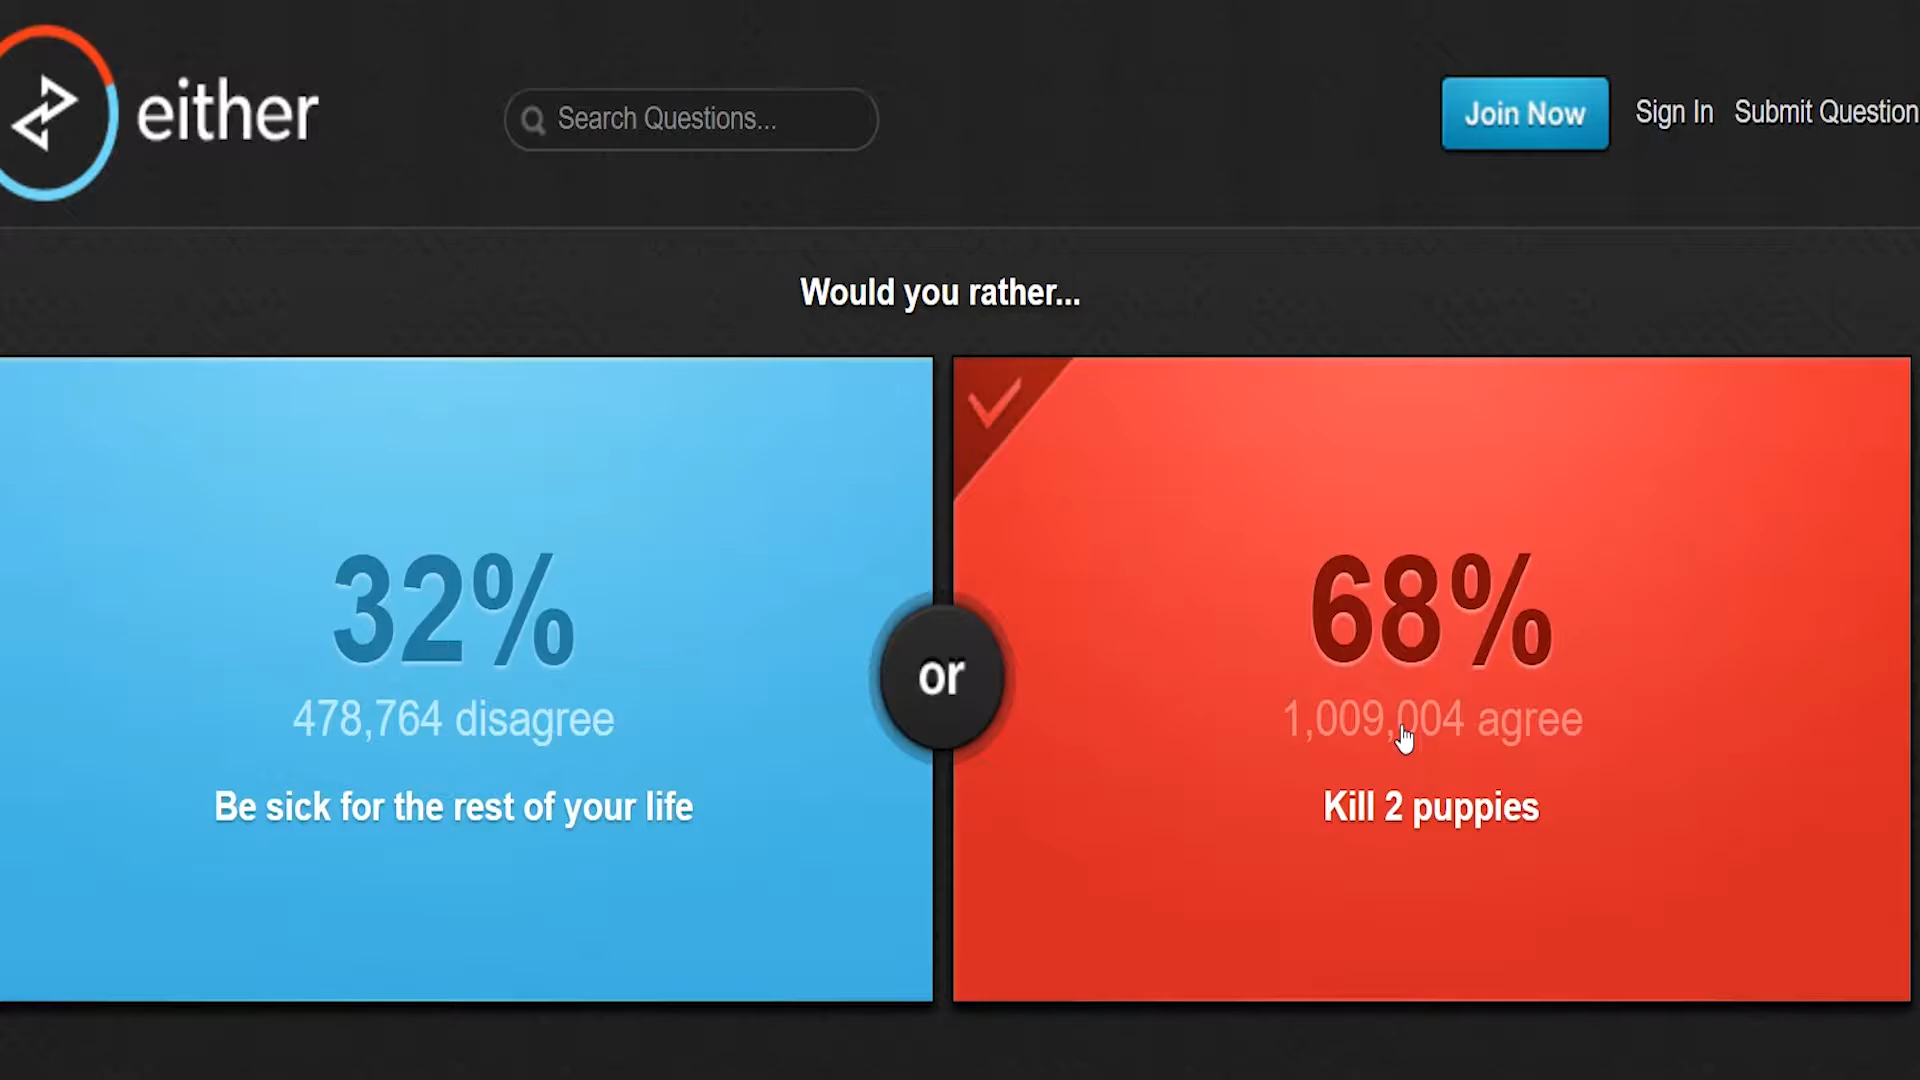 either
Search Questions...
Join Now
Sign In
Submit Question
Would you rather...
32%
478,764 disagree
Be sick for the rest of your life
or
68%
1,009,004 agree
Kill 2 puppies